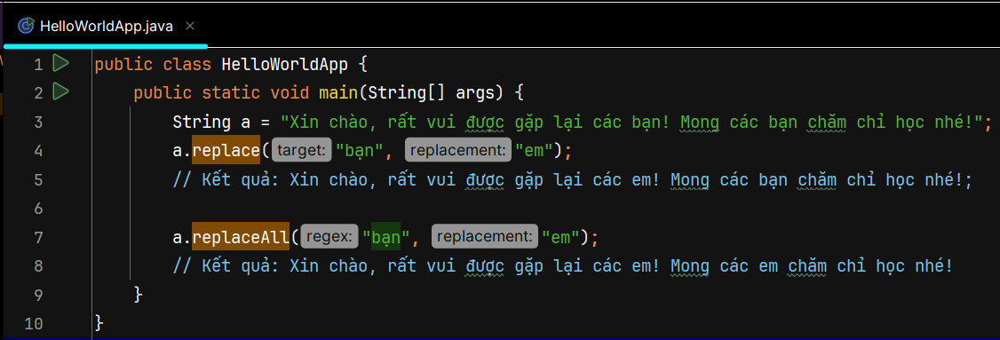 HelloWorldApp.java ×
1 public class HelloWorldApp {
2 public static void main(String[] args) {
3 String a = "Xin chào, rất vui được gặp lại các bạn! Mong các bạn chăm chỉ học nhé!";
4 a.replace( target: "bạn", replacement: "em");
5 // Kết quả: Xin chào, rất vui được gặp lại các em! Mong các bạn chăm chỉ học nhé!;
6
7 a.replaceAll( regex: "bạn", replacement: "em");
8 // Kết quả: Xin chào, rất vui được gặp lại các em! Mong các em chăm chỉ học nhé!
9 }
10 }